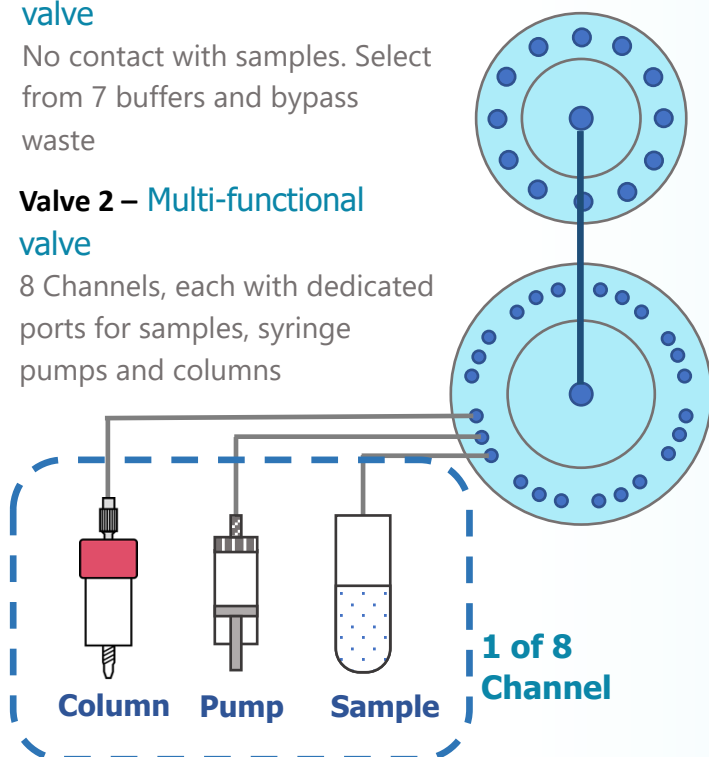 valve
No contact with samples. Select
from 7 buffers and bypass
waste
Valve 2 – Multi-functional
valve
8 Channels, each with dedicated
ports for samples, syringe
pumps and columns
1 of 8
Channel
Column Pump Sample